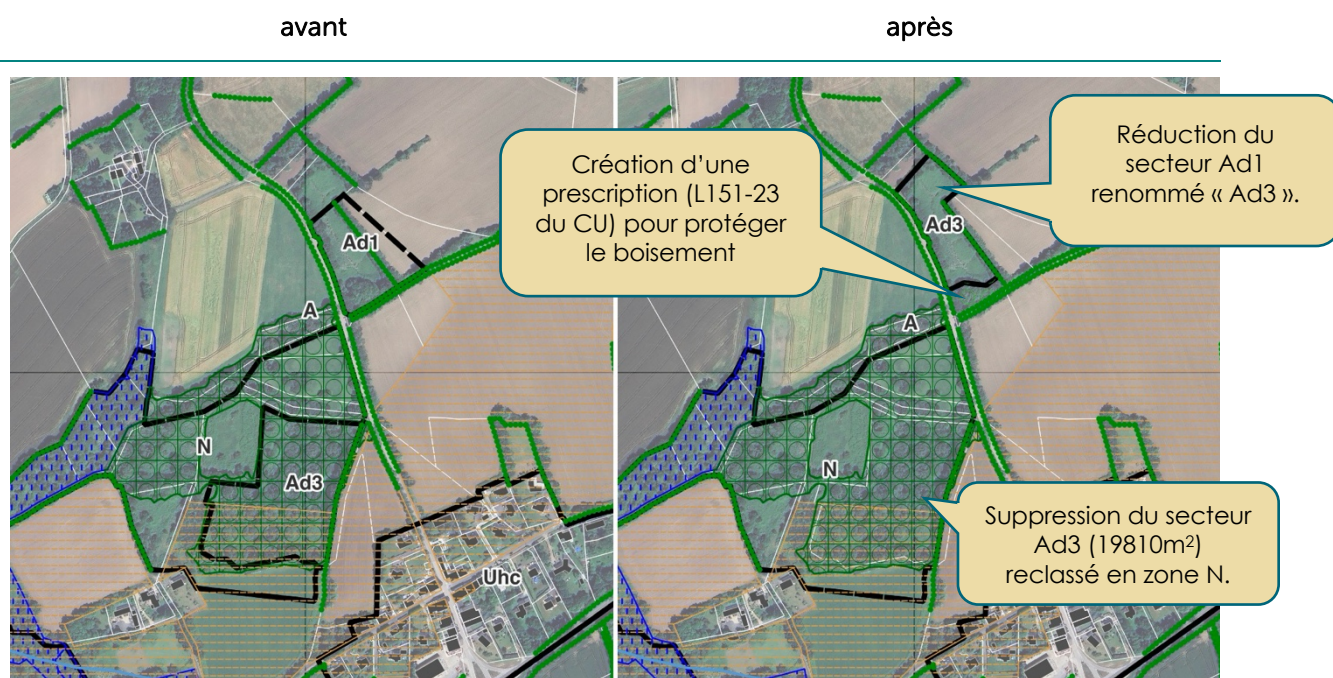 avant
après
Création d’une
prescription (L151-23
du CU) pour protéger
le boisement
Réduction du
secteur Ad1
renommé « Ad3 ».
Ad1
A
N
Ad3
Uhc
Ad3
A
N
Suppression du secteur
Ad3 (19810m²)
reclassé en zone N.